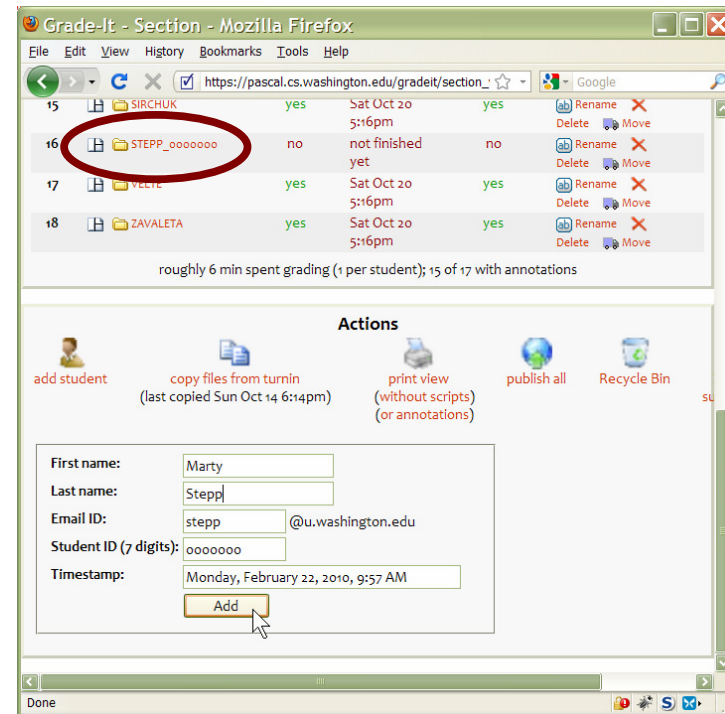 Grade-It - Section - Mozilla Firefox
File Edit View History Bookmarks Tools Help
https://pascal.cs.washington.edu/gradeit/section_ Google
15 SIRCHUK yes Sat Oct 20 yes Rename
5:16pm Delete Move
16 STEPP_0000000 no not finished no Rename
yet Delete Move
17 VELTE yes Sat Oct 20 yes Rename
5:16pm Delete Move
18 ZAVALETA yes Sat Oct 20 yes Rename
5:16pm Delete Move
roughly 6 min spent grading (1 per student); 15 of 17 with annotations
Actions
add student copy files from turnin print view publish all Recycle Bin
(last copied Sun Oct 14 6:14pm) (without scripts) su
(or annotations)
First name: Marty
Last name: Stepp
Email ID: stepp @u.washington.edu
Student ID (7 digits): 0000000
Timestamp: Monday, February 22, 2010, 9:57 AM
Add
Done